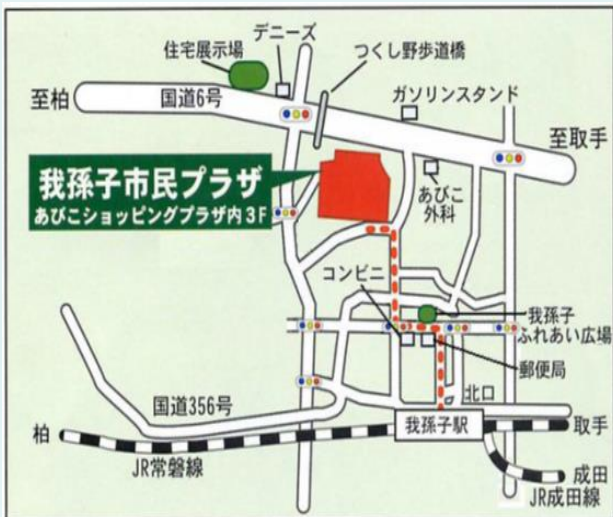 デニーズ
住宅展示場
つくし野歩道橋
至柏
国道6号
ガソリンスタンド
至取手
我孫子市民プラザ
あびこショッピングプラザ内3F
あびこ
外科
コンビニ
我孫子
ふれあい広場
郵便局
国道356号
北口
柏
我孫子駅
取手
JR常磐線
成田
JR成田線